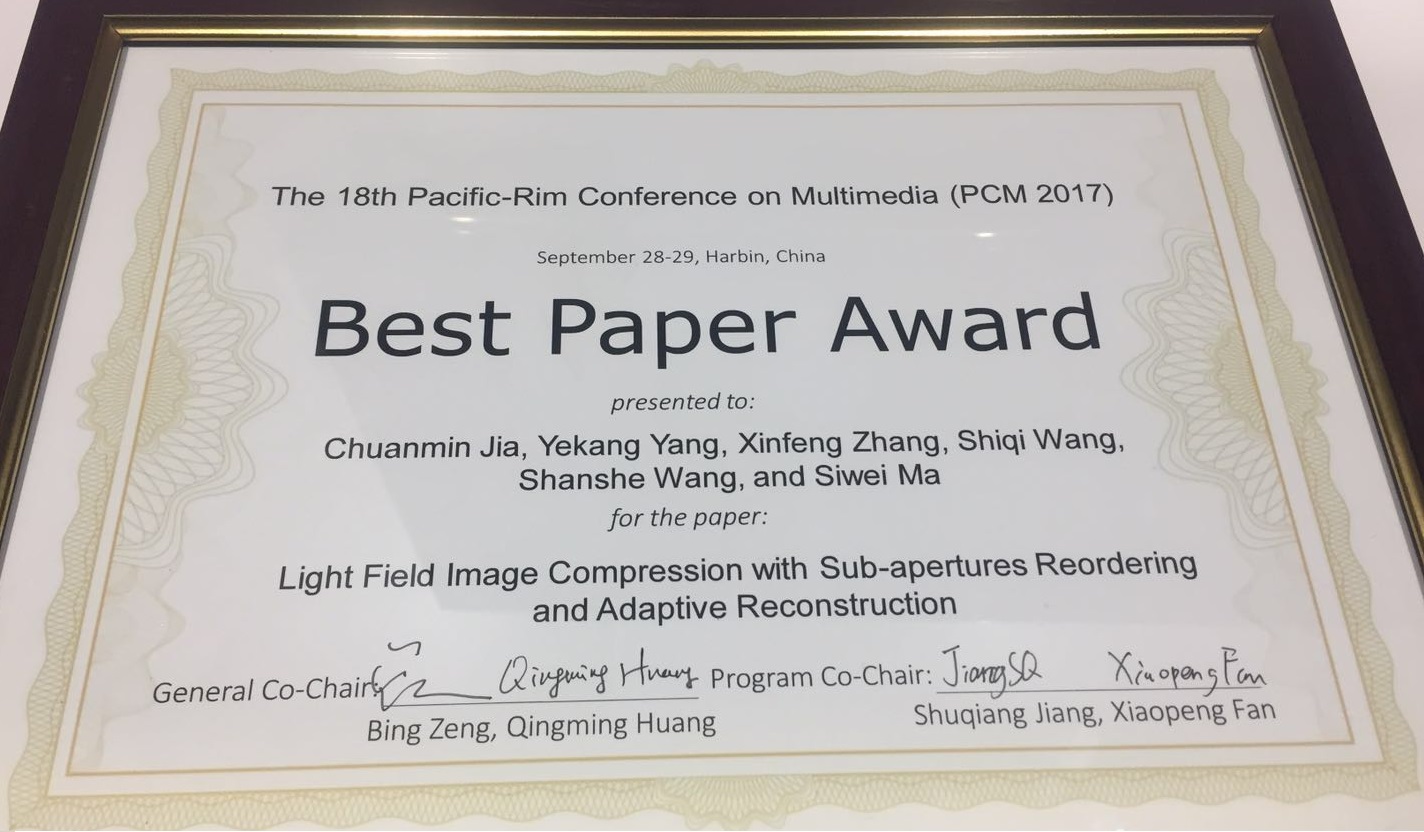 The 18th Pacific-Rim Conference on Multimedia (PCM 2017)
September 28-29, Harbin, China
Best Paper Award
presented to:
Chuanmin Jia, Yekang Yang, Xinfeng Zhang, Shiqi Wang,
Shanshe Wang, and Siwei Ma
for the paper:
Light Field Image Compression with Sub-apertures Reordering
and Adaptive Reconstruction
General Co-Chair: Qingming Huang Program Co-Chair: JiangSQ Xiaopeng Fan
Bing Zeng, Qingming Huang Shuqiang Jiang, Xiaopeng Fan